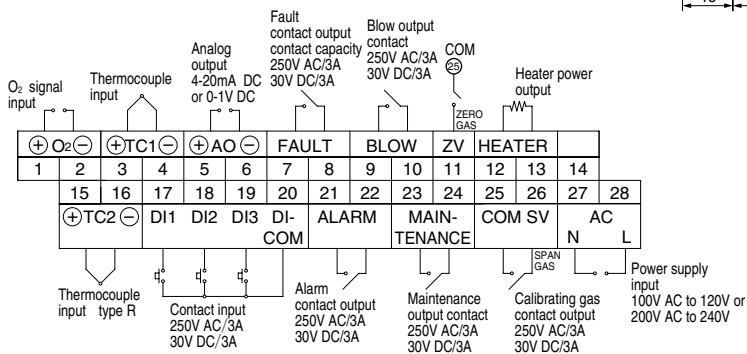 Fault
contact output
contact capacity
250V AC/3A
30V DC/3A
Blow output
contact
250V AC/3A
30V DC/3A
COM
25
Analog
output
4-20mA DC
or 0-1V DC
O2 signal
input
Thermocouple
input
Heater power
output
ZERO
GAS
+ O2 − + TC1 − + AO − FAULT BLOW ZV HEATER
1 2 3 4 5 6 7 8 9 10 11 12 13 14
15 16 17 18 19 20 21 22 23 24 25 26 27 28
+ TC2 − DI1 DI2 DI3 DI-COM ALARM MAIN-TENANCE COM SV AC
N L
SPAN
GAS
Thermocouple
input type R
Contact input
250V AC/3A
30V DC/3A
Alarm
contact output
250V AC/3A
30V DC/3A
Maintenance
output contact
250V AC/3A
30V DC/3A
Calibrating gas
contact output
250V AC/3A
30V DC/3A
Power supply
input
100V AC to 120V or
200V AC to 240V